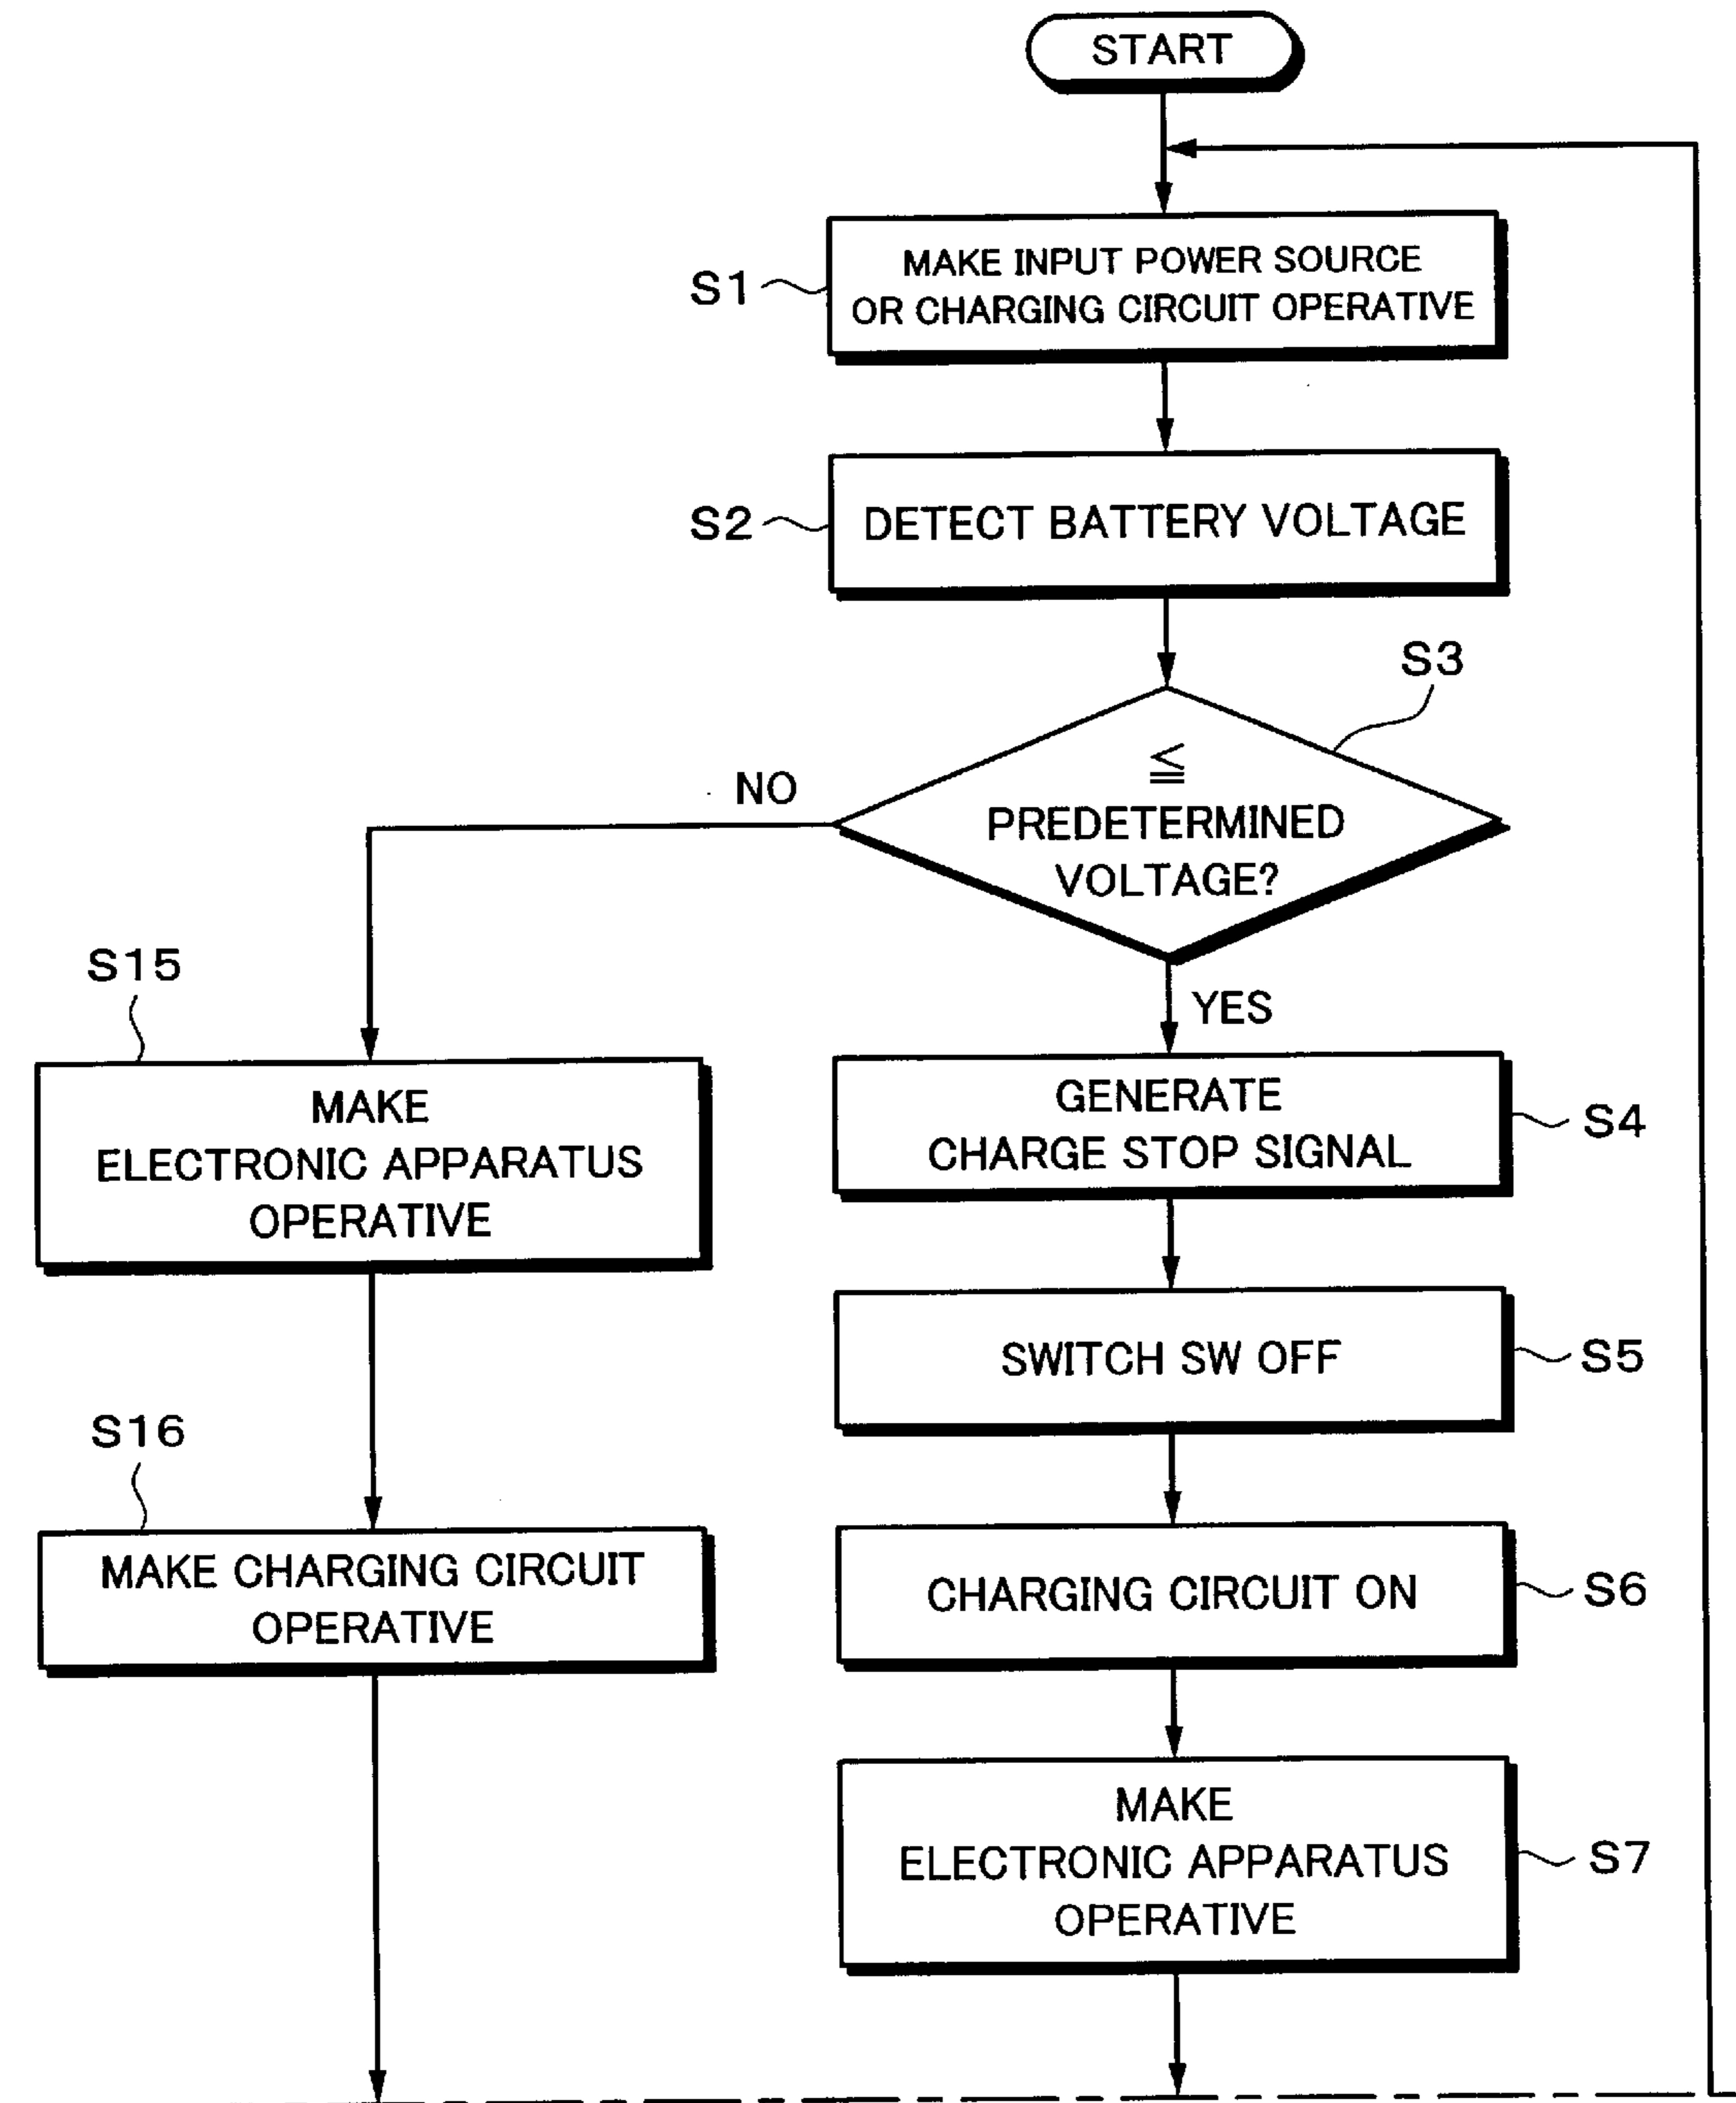 START
S1
MAKE INPUT POWER SOURCE
OR CHARGING CIRCUIT OPERATIVE
S2
DETECT BATTERY VOLTAGE
S3
≦
PREDETERMINED
VOLTAGE?
NO
YES
S15
MAKE
ELECTRONIC APPARATUS
OPERATIVE
GENERATE
CHARGE STOP SIGNAL
S4
SWITCH SW OFF
S5
S16
MAKE CHARGING CIRCUIT
OPERATIVE
CHARGING CIRCUIT ON
S6
MAKE
ELECTRONIC APPARATUS
OPERATIVE
S7